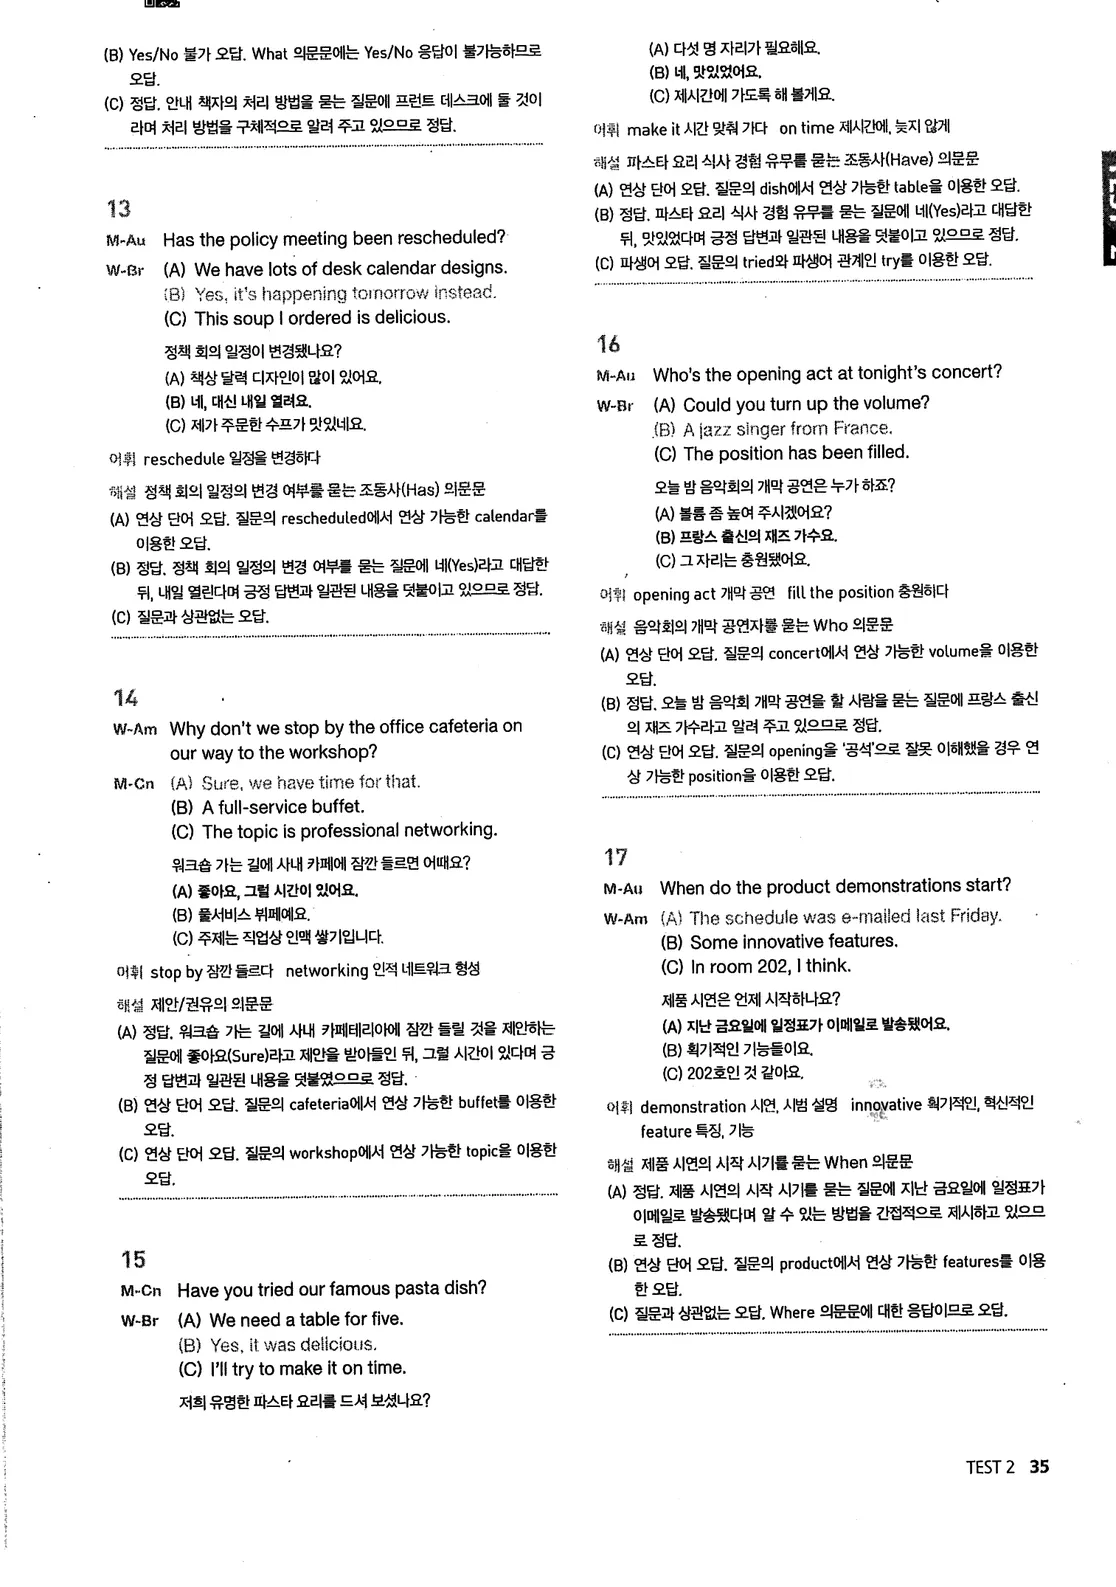 (B) Yes/No 불가 오답. What 의문문에는 Yes/No 응답이 불가능하므로
오답.
(C) 정답. 안내 책자의 처리 방법을 묻는 질문에 프런트 데스크에 둘 것이
라며 처리 방법을 구체적으로 알려 주고 있으므로 정답.
13
M-Au Has the policy meeting been rescheduled?
W-Br (A) We have lots of desk calendar designs.
(B) Yes, it's happening tomorrow instead.
(C) This soup I ordered is delicious.
정책 회의 일정이 변경됐나요?
(A) 책상 달력 디자인이 많이 있어요.
(B) 네, 대신 내일 열려요.
(C) 제가 주문한 수프가 맛있네요.
어휘 reschedule 일정을 변경하다
해설 정책 회의 일정의 변경 여부를 묻는 조동사(Has) 의문문
(A) 연상 단어 오답. 질문의 rescheduled에서 연상 가능한 calendar를
이용한 오답.
(B) 정답. 정책 회의 일정의 변경 여부를 묻는 질문에 네(Yes)라고 대답한
뒤, 내일 열린다며 긍정 답변과 일관된 내용을 덧붙이고 있으므로 정답.
(C) 질문과 상관없는 오답.
14
W-Am Why don't we stop by the office cafeteria on
our way to the workshop?
M-Cn (A) Sure, we have time for that.
(B) A full-service buffet.
(C) The topic is professional networking.
워크숍 가는 길에 사내 카페에 잠깐 들르면 어때요?
(A) 좋아요, 그럴 시간이 있어요.
(B) 풀서비스 뷔페예요.
(C) 주제는 직업상 인맥 쌓기입니다.
어휘 stop by 잠깐 들르다 networking 인적 네트워크 형성
해설 제안/권유의 의문문
(A) 정답. 워크숍 가는 길에 사내 카페테리아에 잠깐 들릴 것을 제안하는
질문에 좋아요(Sure)라고 제안을 받아들인 뒤, 그럴 시간이 있다며 긍
정 답변과 일관된 내용을 덧붙였으므로 정답.
(B) 연상 단어 오답. 질문의 cafeteria에서 연상 가능한 buffet를 이용한
오답.
(C) 연상 단어 오답. 질문의 workshop에서 연상 가능한 topic을 이용한
오답.
15
M-Cn Have you tried our famous pasta dish?
W-Br (A) We need a table for five.
(B) Yes, it was delicious.
(C) I'll try to make it on time.
저희 유명한 파스타 요리를 드셔 보셨나요?
(A) 다섯 명 자리가 필요해요.
(B) 네, 맛있었어요.
(C) 제시간에 가도록 해 볼게요.
어휘 make it 시간 맞춰 가다 on time 제시간에, 늦지 않게
해설 파스타 요리 식사 경험 유무를 묻는 조동사(Have) 의문문
(A) 연상 단어 오답. 질문의 dish에서 연상 가능한 table을 이용한 오답.
(B) 정답. 파스타 요리 식사 경험 유무를 묻는 질문에 네(Yes)라고 대답한
뒤, 맛있었다며 긍정 답변과 일관된 내용을 덧붙이고 있으므로 정답.
(C) 파생어 오답. 질문의 tried와 파생어 관계인 try를 이용한 오답.
16
M-Au Who's the opening act at tonight's concert?
W-Br (A) Could you turn up the volume?
(B) A jazz singer from France.
(C) The position has been filled.
오늘 밤 음악회의 개막 공연은 누가 하죠?
(A) 볼륨 좀 높여 주시겠어요?
(B) 프랑스 출신의 재즈 가수요.
(C) 그 자리는 충원됐어요.
어휘 opening act 개막 공연 fill the position 충원하다
해설 음악회의 개막 공연자를 묻는 Who 의문문
(A) 연상 단어 오답. 질문의 concert에서 연상 가능한 volume을 이용한
오답.
(B) 정답. 오늘 밤 음악회 개막 공연을 할 사람을 묻는 질문에 프랑스 출신
의 재즈 가수라고 알려 주고 있으므로 정답.
(C) 연상 단어 오답. 질문의 opening을 '공석'으로 잘못 이해했을 경우 연
상 가능한 position을 이용한 오답.
17
M-Au When do the product demonstrations start?
W-Am (A) The schedule was e-mailed last Friday.
(B) Some innovative features.
(C) In room 202, I think.
제품 시연은 언제 시작하나요?
(A) 지난 금요일에 일정표가 이메일로 발송됐어요.
(B) 획기적인 기능들이요.
(C) 202호인 것 같아요.
어휘 demonstration 시연, 시범 설명 innovative 획기적인, 혁신적인
feature 특징, 기능
해설 제품 시연의 시작 시기를 묻는 When 의문문
(A) 정답. 제품 시연의 시작 시기를 묻는 질문에 지난 금요일에 일정표가
이메일로 발송됐다며 알 수 있는 방법을 간접적으로 제시하고 있으므
로 정답.
(B) 연상 단어 오답. 질문의 product에서 연상 가능한 features를 이용
한 오답.
(C) 질문과 상관없는 오답. Where 의문문에 대한 응답이므로 오답.
TEST 2 35